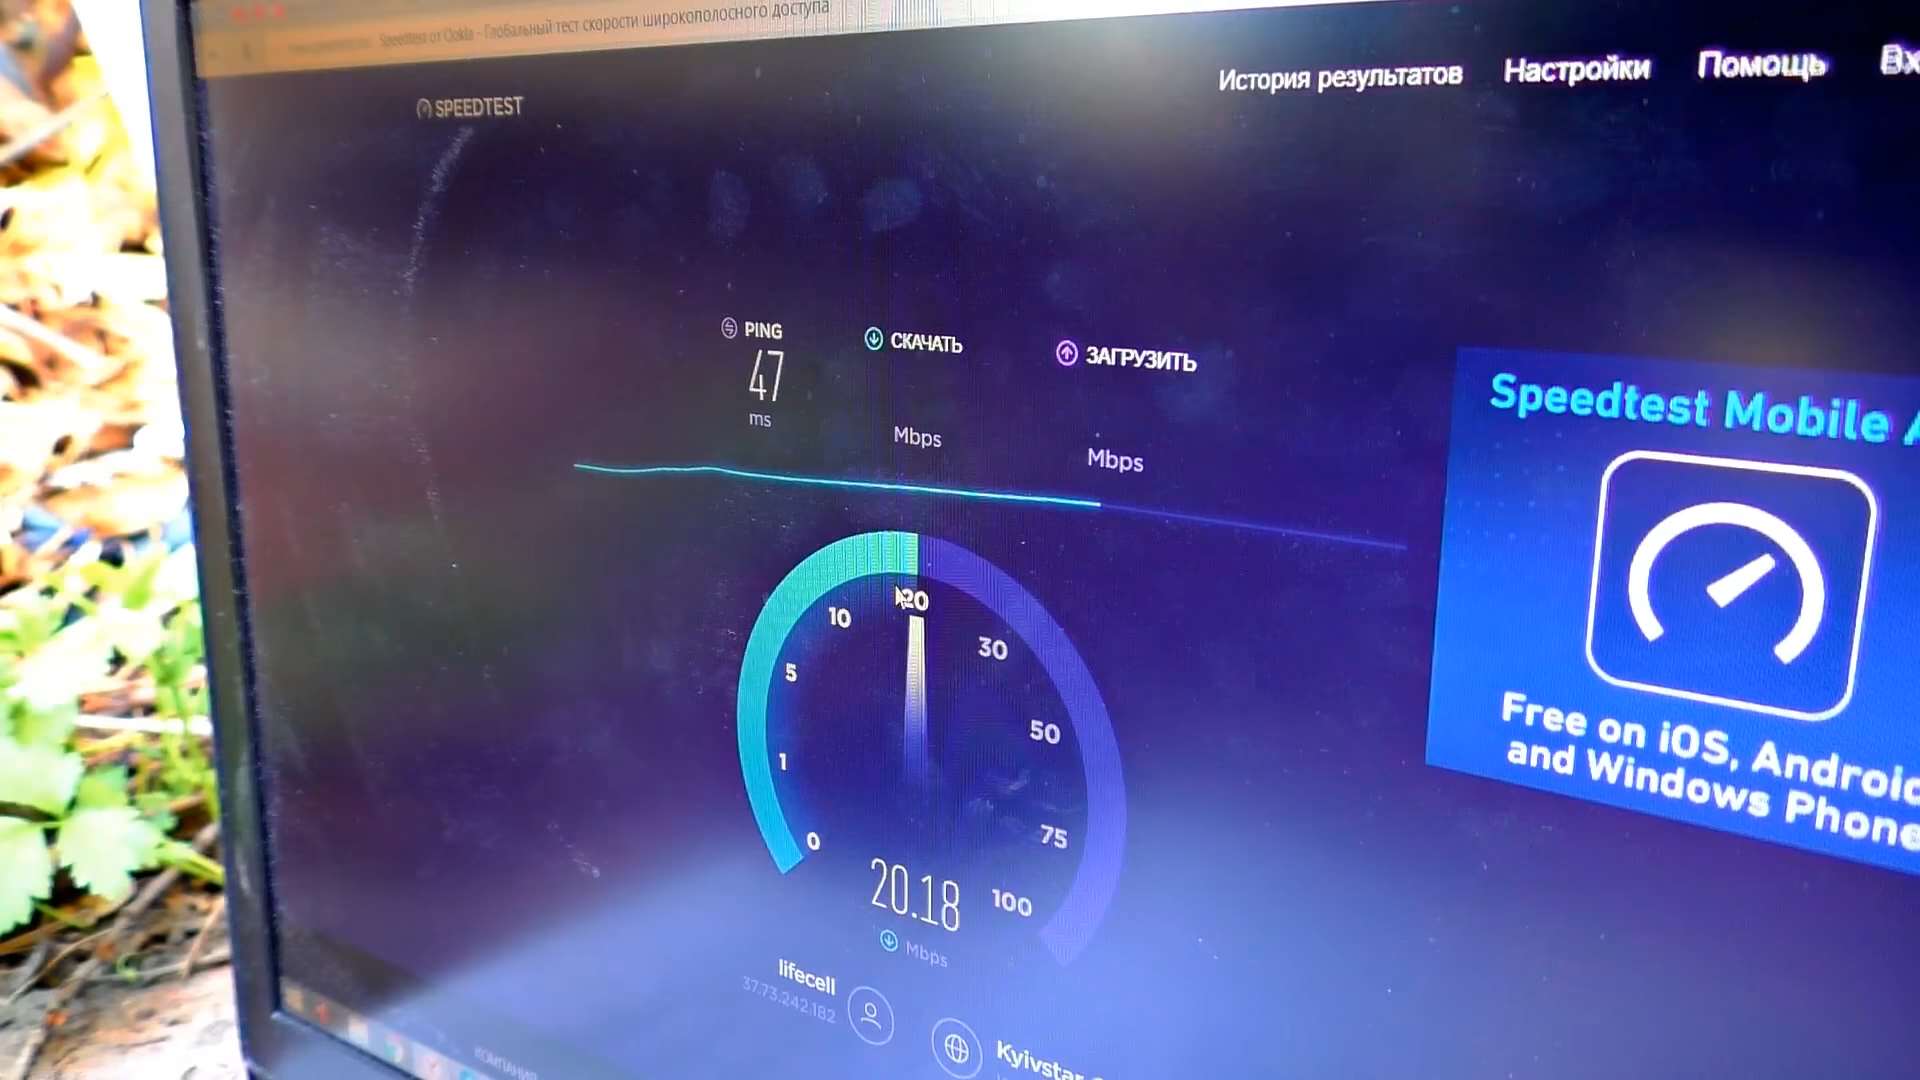 Speedtest от Ookla - Глобальный тест скорости широкополосного доступа
SPEEDTEST
История результатов Настройки Помощь
PING
47
ms
СКАЧАТЬ
Mbps
ЗАГРУЗИТЬ
Mbps
0
1
5
10
20
30
50
75
100
20.18
Mbps
lifecell
37.73.242.182
Kyivstar
КОМПАНИЯ
Speedtest Mobile
Free on iOS, Android
and Windows Phone